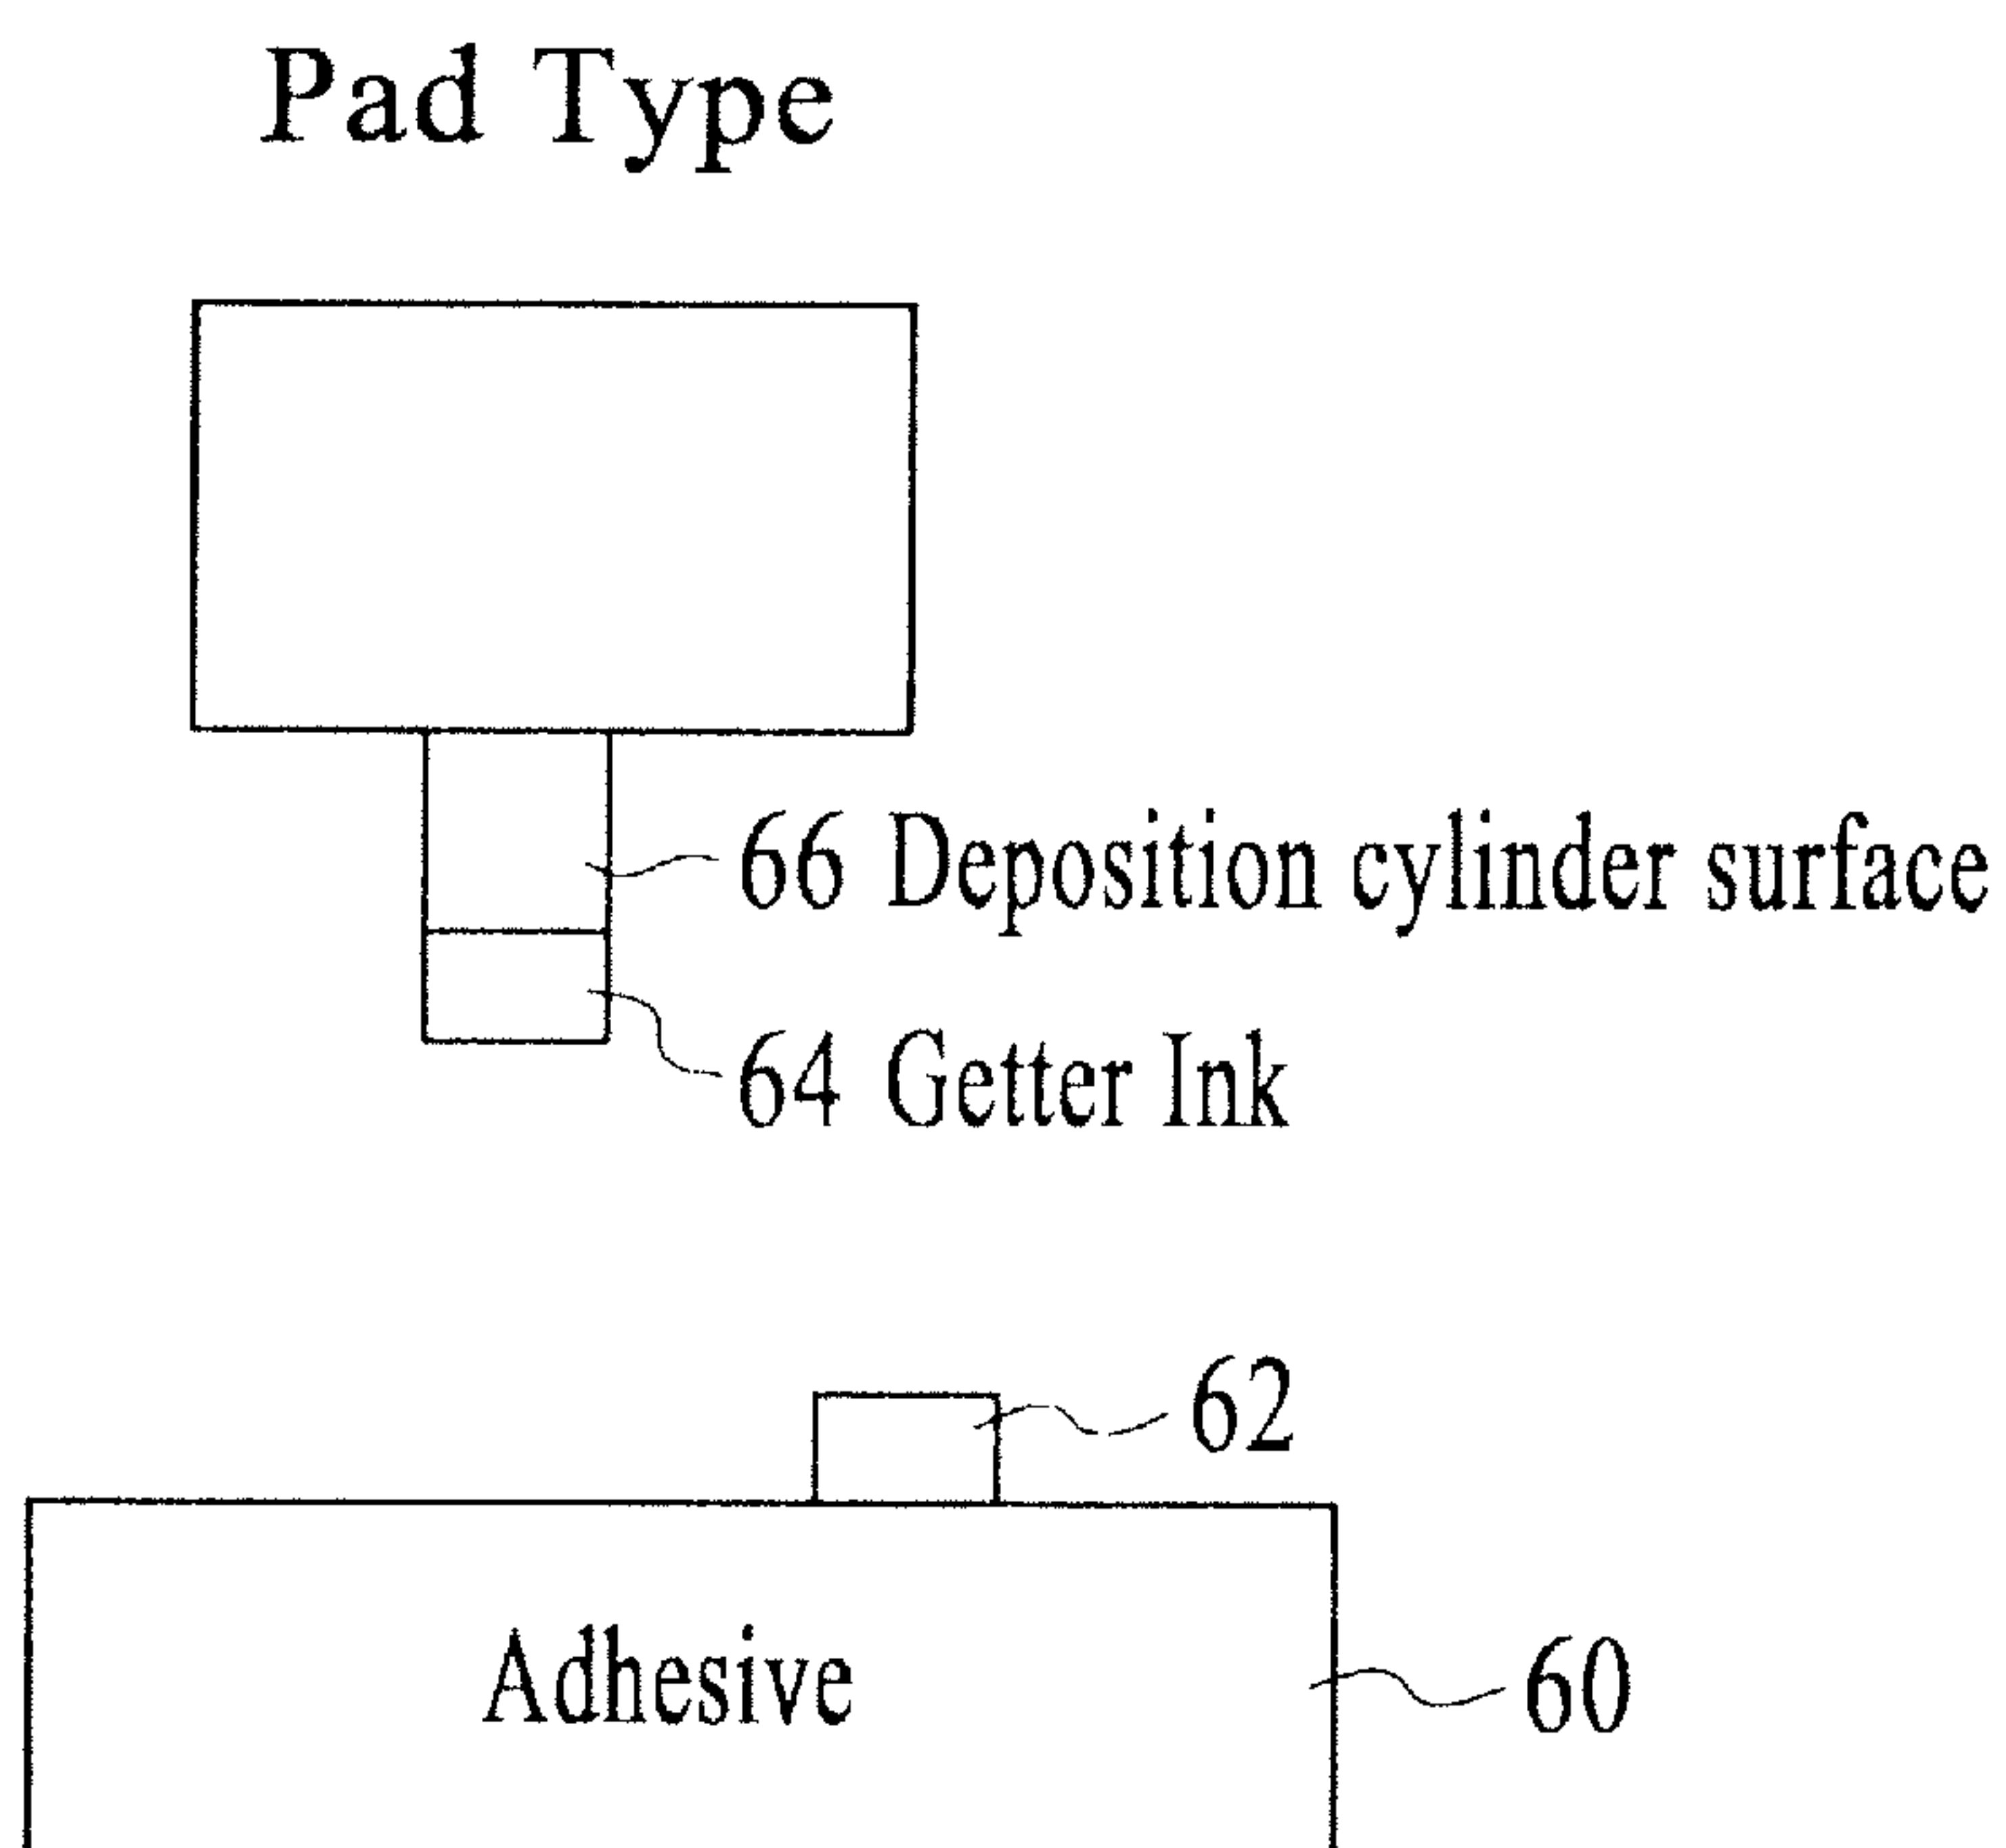 Pad Type
66 Deposition cylinder surface
64 Getter Ink
62
Adhesive
60